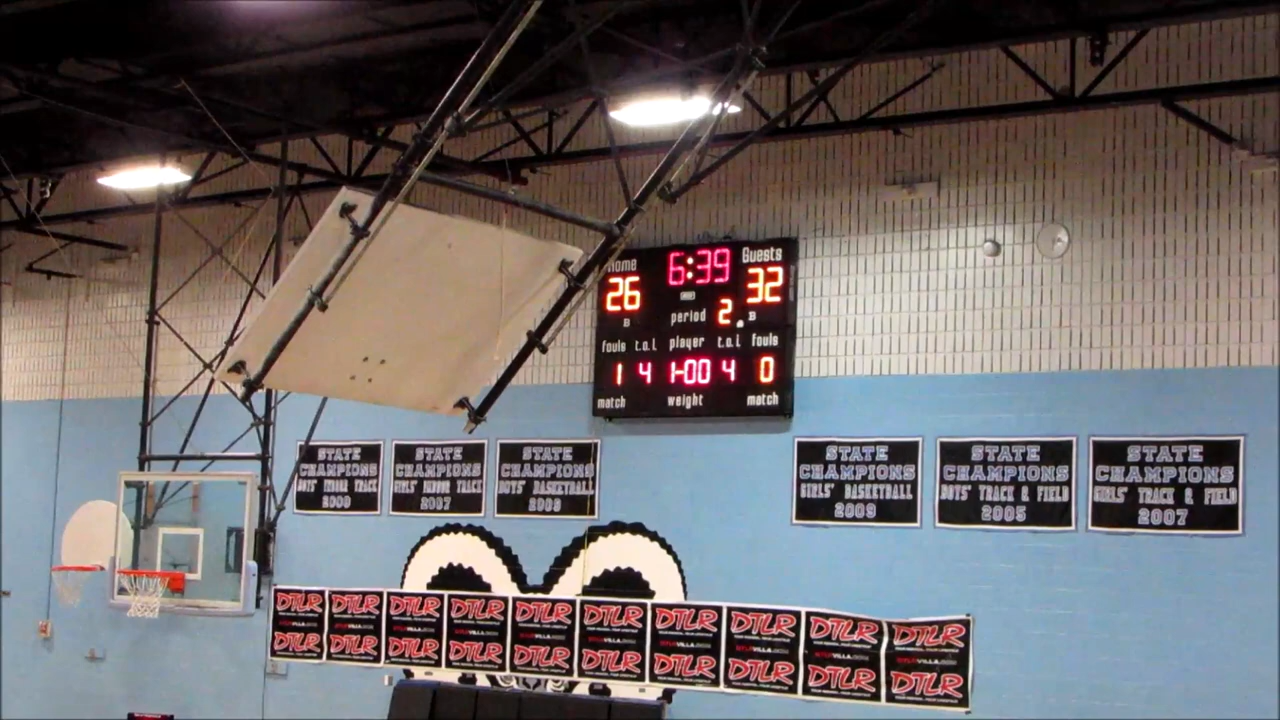 Home
6:39
Guests
26
32
B
period
2
B
fouls
t.o.l
player
t.o.l
fouls
1
4
1-00
4
0
match
weight
match
STATE
CHAMPIONS
BOYS' INDOOR TRACK
STATE
CHAMPIONS
GIRLS' INDOOR TRACK
2007
STATE
CHAMPIONS
BOYS' BASKETBALL
STATE
CHAMPIONS
GIRLS' BASKETBALL
2009
STATE
CHAMPIONS
BOYS' TRACK & FIELD
2005
STATE
CHAMPIONS
GIRLS' TRACK & FIELD
2007
DTLR DTLR DTLR DTLR DTLR DTLR DTLR DTLR DTLR DTLR
DTLR DTLR DTLR DTLR DTLR DTLR DTLR DTLR DTLR DTLR